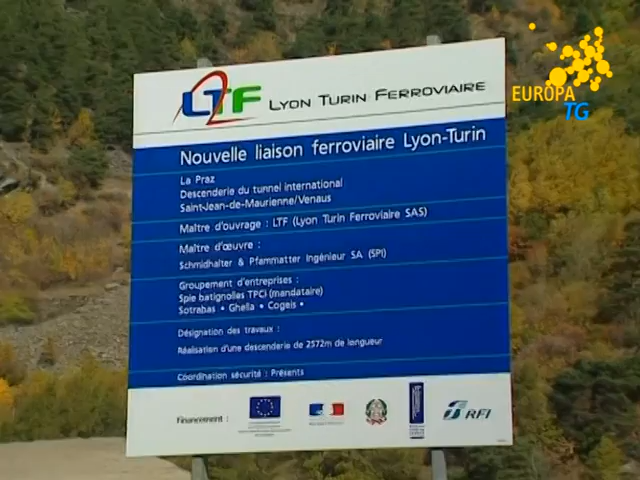 EUROPA
TG
LTF LYON TURIN FERROVIAIRE
Nouvelle liaison ferroviaire Lyon-Turin
La Praz
Descenderie du tunnel international
Saint-Jean-de-Maurienne/Venaus
Maître d'ouvrage : LTF (Lyon Turin Ferroviaire SAS)
Maître d'œuvre :
Schmidhalter & Pfammatter Ingénieur SA (SPI)
Groupement d'entreprises :
Spie batignolles TPCI (mandataire)
Sotrabas • Ghella • Cogeis •
Désignation des travaux :
Réalisation d'une descenderie de 2572m de longueur
Coordination sécurité : Présents
Financement :
RFI